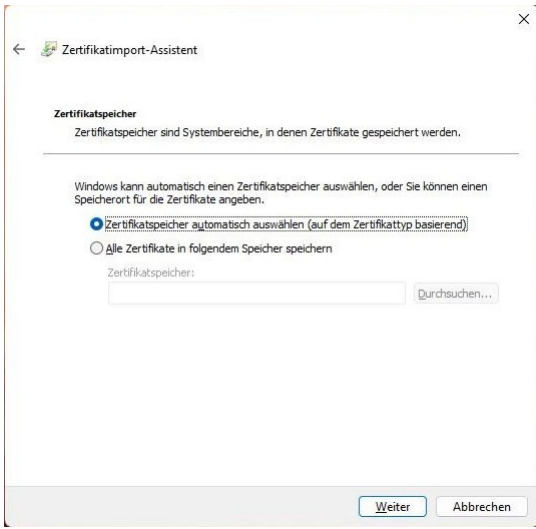 Zertifikatimport-Assistent
Zertifikatspeicher
Zertifikatspeicher sind Systembereiche, in denen Zertifikate gespeichert werden.
Windows kann automatisch einen Zertifikatspeicher auswählen, oder Sie können einen
Speicherort für die Zertifikate angeben.
Zertifikatspeicher automatisch auswählen (auf dem Zertifikattyp basierend)
Alle Zertifikate in folgendem Speicher speichern
Zertifikatspeicher:
Durchsuchen...
Weiter Abbrechen